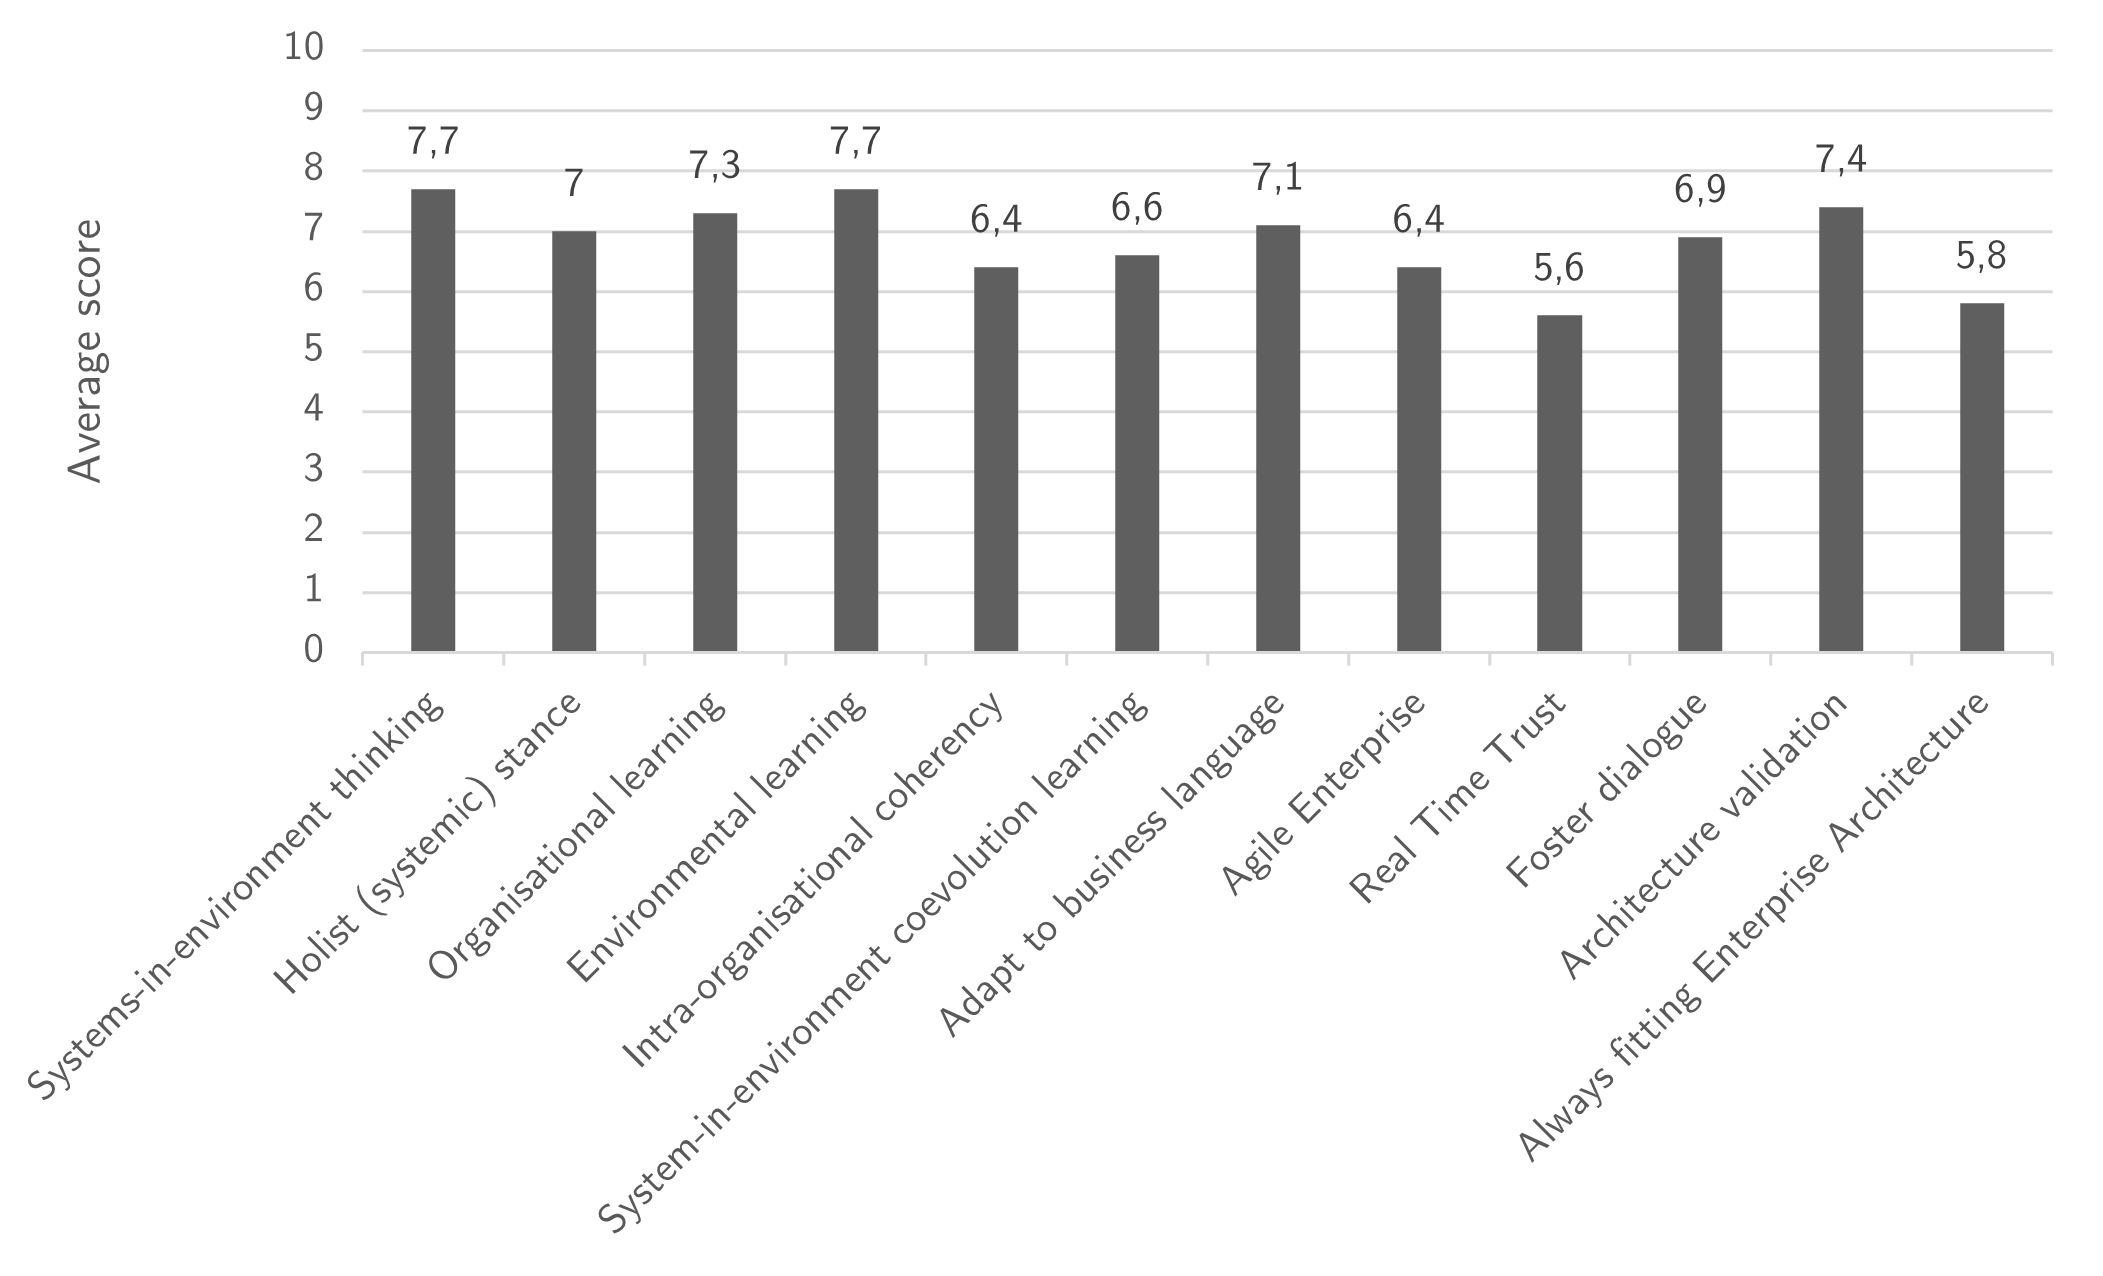 Average score
10
9
8
7
6
5
4
3
2
1
0
7,7
7
7,3
7,7
6,4
6,6
7,1
6,4
5,6
6,9
7,4
5,8
Systems-in-environment thinking
Holist (systemic) stance
Organisational learning
Environmental learning
Intra-organisational coherency
System-in-environment coevolution learning
Adapt to business language
Agile Enterprise
Real Time Trust
Foster dialogue
Architecture validation
Always fitting Enterprise Architecture